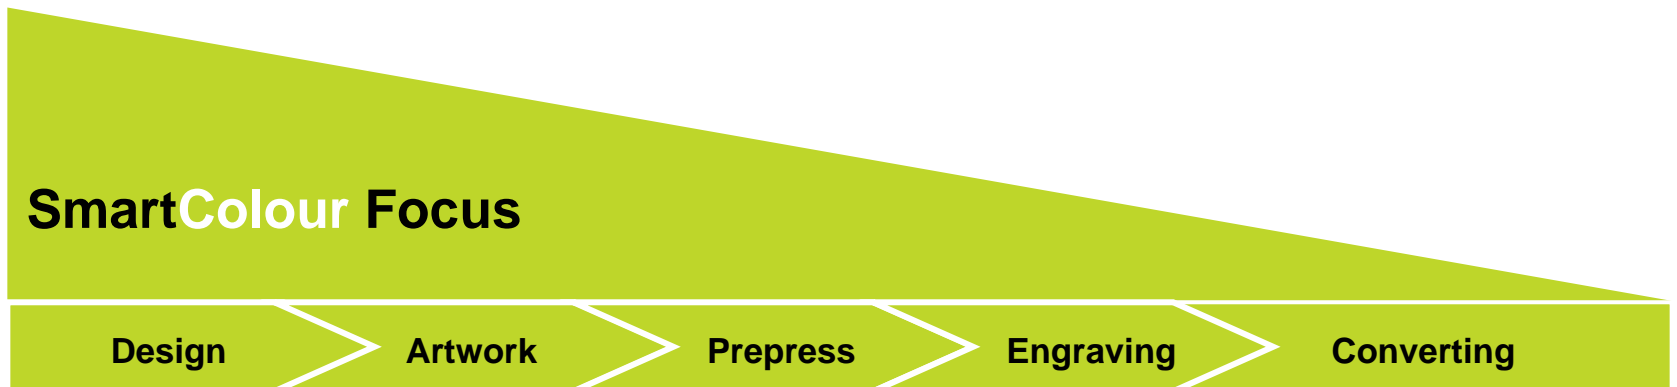 SmartColour Focus
Design Artwork Prepress Engraving Converting